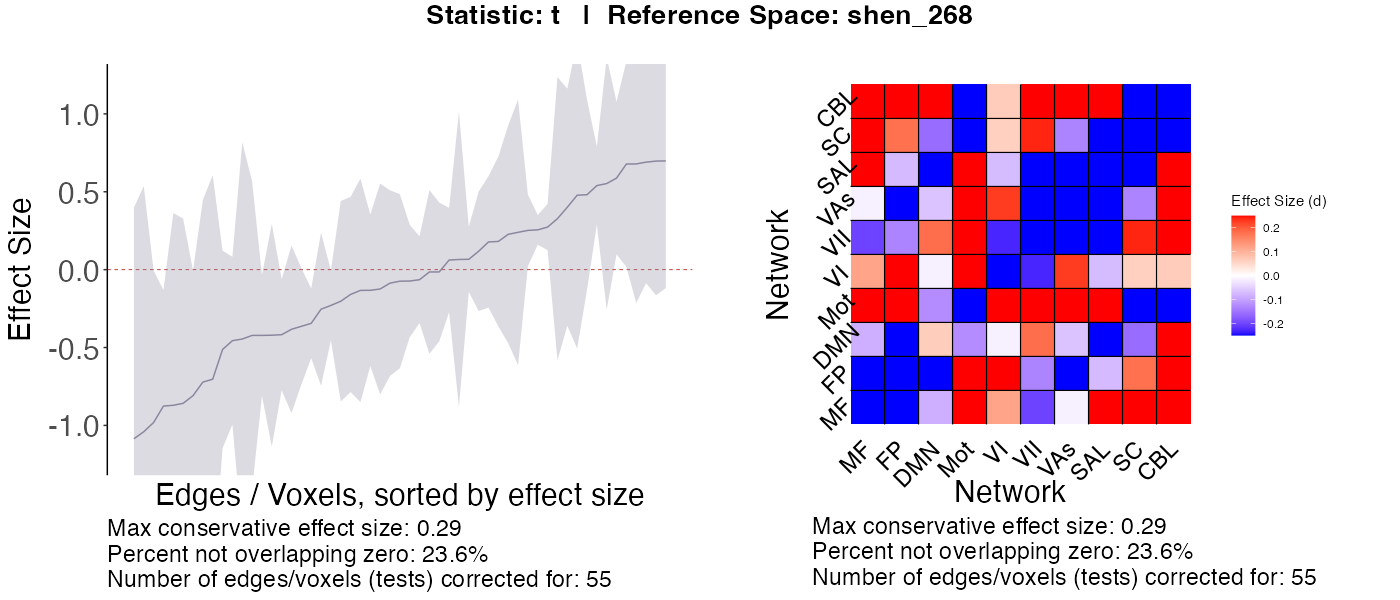 Statistic: t | Reference Space: shen_268
Effect Size
1.0
0.5
0.0
-0.5
-1.0
Edges / Voxels, sorted by effect size
Max conservative effect size: 0.29
Percent not overlapping zero: 23.6%
Number of edges/voxels (tests) corrected for: 55
Network
CBL
SC
SAL
VAs
VII
VI
Mot
DMN
FP
MF
MF
FP
DMN
Mot
VI
VII
VAs
SAL
SC
CBL
Network
Effect Size (d)
0.2
0.1
0.0
-0.1
-0.2
Max conservative effect size: 0.29
Percent not overlapping zero: 23.6%
Number of edges/voxels (tests) corrected for: 55